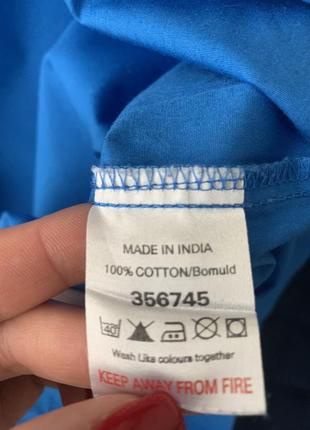 MADE IN INDIA
100% COTTON/Bomuld
356745
40
Wash Like colours together
KEEP AWAY FROM FIRE